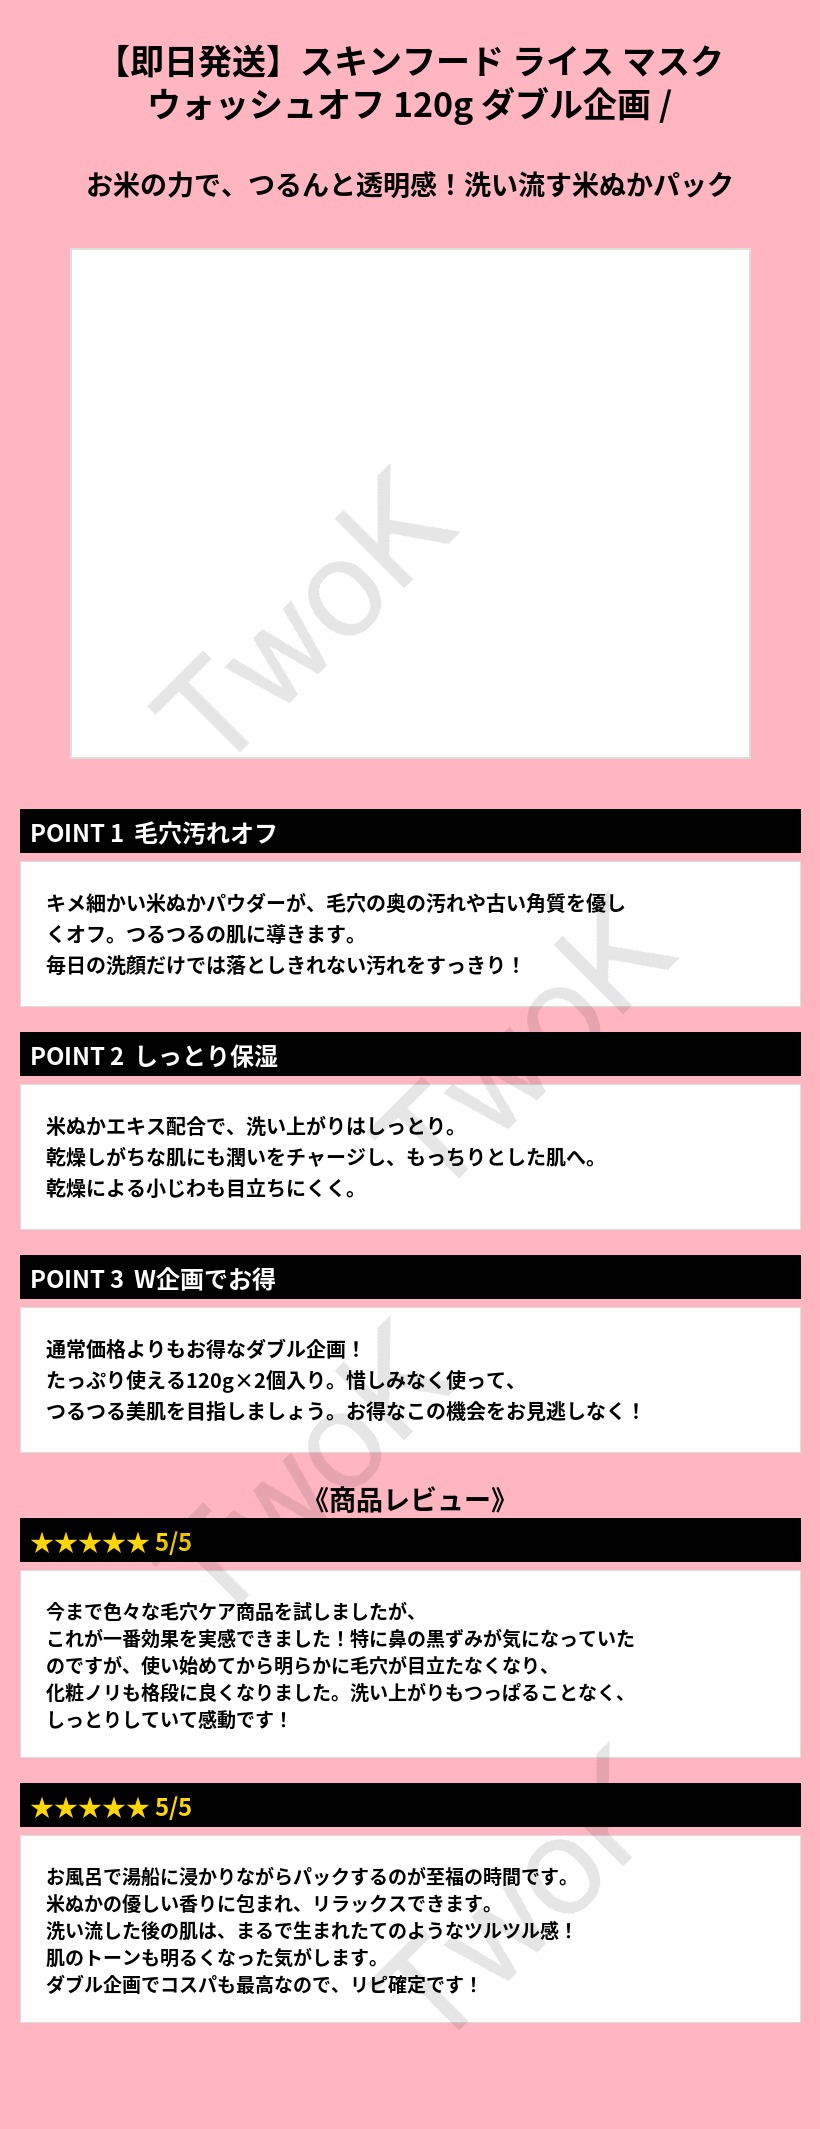 【即日発送】スキンフード ライス マスク
ウォッシュオフ 120g ダブル企画 /
お米の力で、つるんと透明感！洗い流す米ぬかパック
TwoK
POINT 1 毛穴汚れオフ
キメ細かい米ぬかパウダーが、毛穴の奥の汚れや古い角質を優し
くオフ。つるつるの肌に導きます。
毎日の洗顔だけでは落としきれない汚れをすっきり！
TwoK
POINT 2 しっとり保湿
米ぬかエキス配合で、洗い上がりはしっとり。
乾燥しがちな肌にも潤いをチャージし、もっちりとした肌へ。
乾燥による小じわも目立ちにくく。
POINT 3 W企画でお得
通常価格よりもお得なダブル企画！
たっぷり使える120g×2個入り。惜しみなく使って、
つるつる美肌を目指しましょう。お得なこの機会をお見逃しなく！
TwoK
《商品レビュー》
★★★★★ 5/5
今まで色々な毛穴ケア商品を試しましたが、
これが一番効果を実感できました！特に鼻の黒ずみが気になっていた
のですが、使い始めてから明らかに毛穴が目立たなくなり、
化粧ノリも格段に良くなりました。洗い上がりもつっぱることなく、
しっとりしていて感動です！
★★★★★ 5/5
お風呂で湯船に浸かりながらパックするのが至福の時間です。
米ぬかの優しい香りに包まれ、リラックスできます。
洗い流した後の肌は、まるで生まれたてのようなツルツル感！
肌のトーンも明るくなった気がします。
ダブル企画でコスパも最高なので、リピ確定です！
TwoK